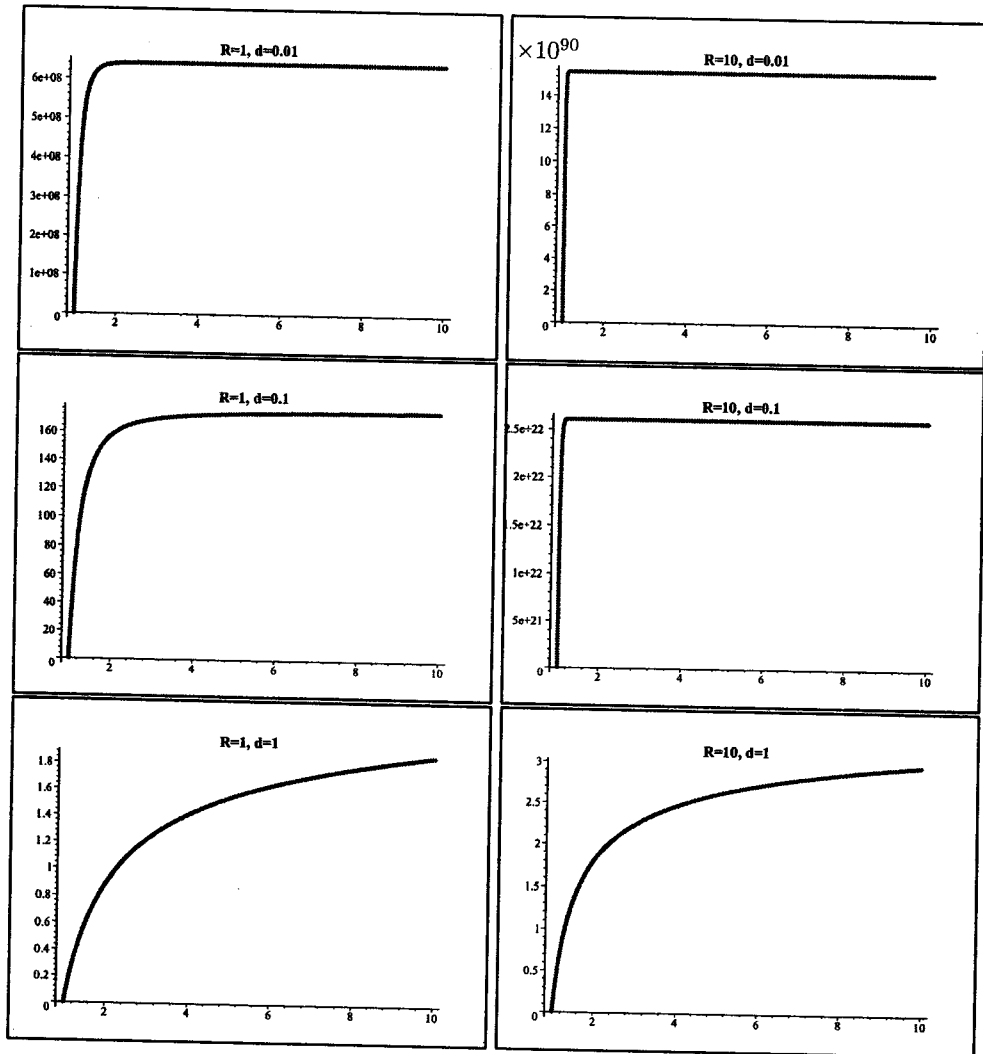 R=1, d=0.01
6e+08
5e+08
4e+08
3e+08
2e+08
1e+08
0
2 4 6 8 10
×10^90
R=10, d=0.01
14
12
10
8
6
4
2
0
2 4 6 8 10
R=1, d=0.1
160
140
120
100
80
60
40
20
0
2 4 6 8 10
R=10, d=0.1
2.5e+22
2e+22
1.5e+22
1e+22
5e+21
0
2 4 6 8 10
R=1, d=1
1.8
1.6
1.4
1.2
1
0.8
0.6
0.4
0.2
0
2 4 6 8 10
R=10, d=1
3
2.5
2
1.5
1
0.5
0
2 4 6 8 10